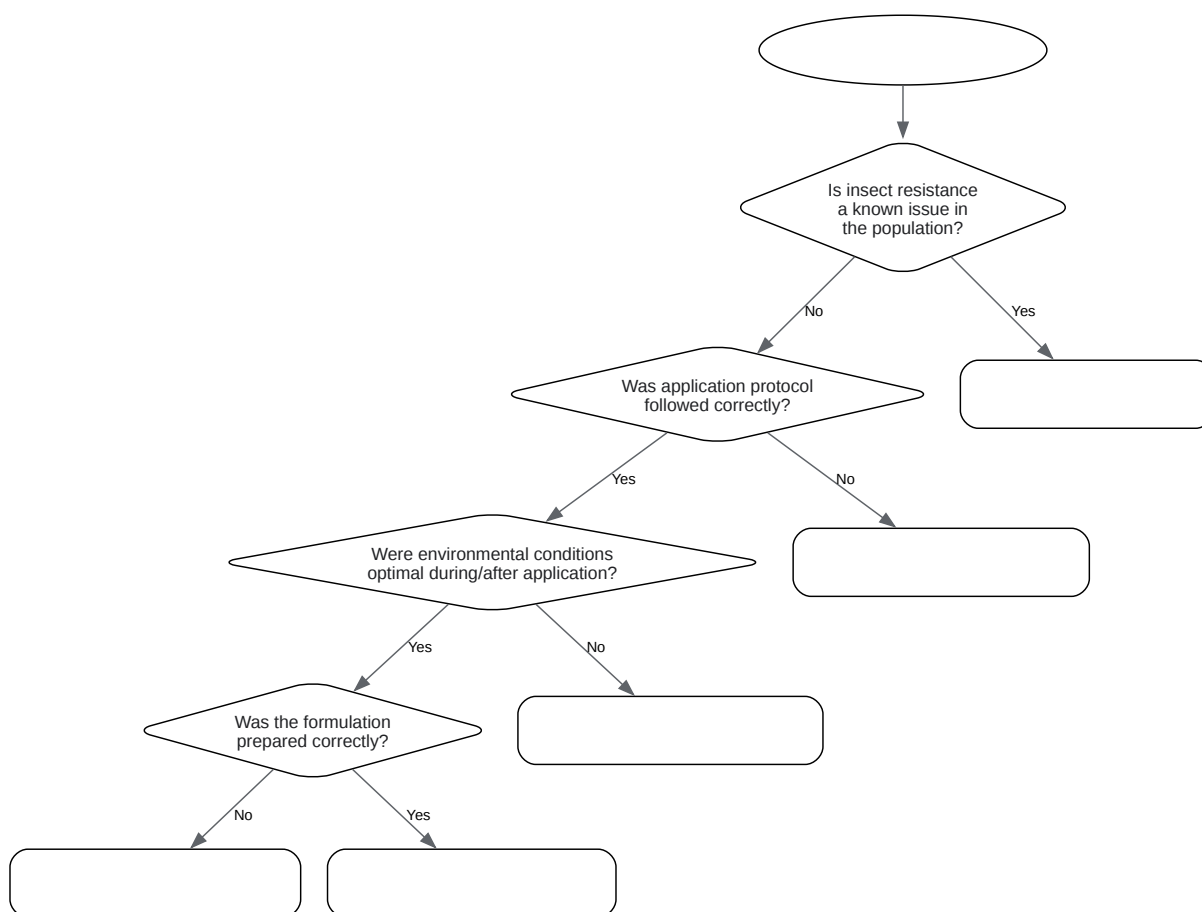 Is insect resistance
a known issue in
the population?
No
Yes
Was application protocol
followed correctly?
Yes
No
Were environmental conditions
optimal during/after application?
Yes
No
Was the formulation
prepared correctly?
No
Yes